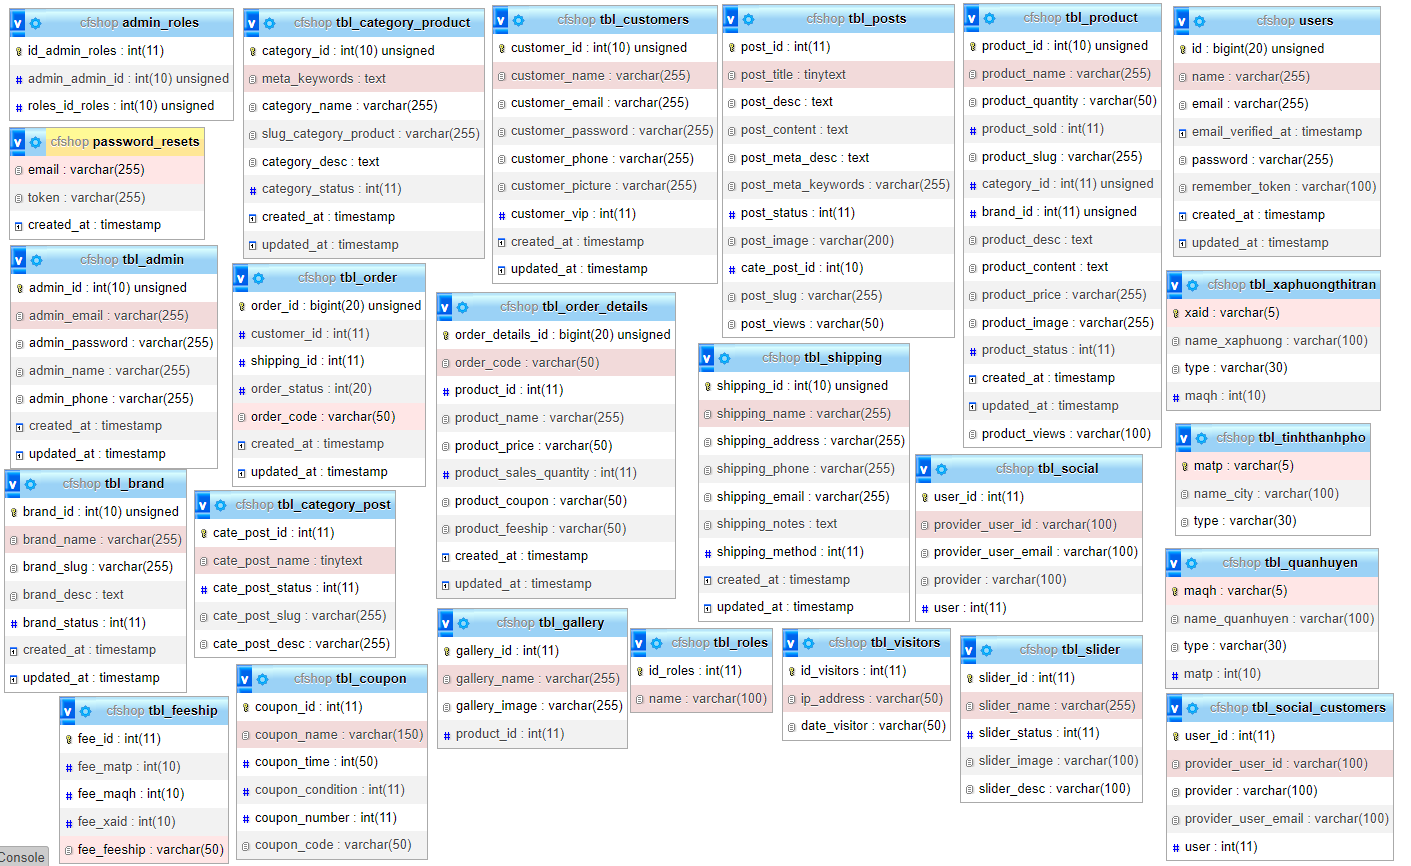 cfshop admin_roles
id_admin_roles : int(11)
admin_admin_id : int(10) unsigned
roles_id_roles : int(10) unsigned
cfshop password_resets
email : varchar(255)
token : varchar(255)
created_at : timestamp
cfshop tbl_admin
admin_id : int(10) unsigned
admin_email : varchar(255)
admin_password : varchar(255)
admin_name : varchar(255)
admin_phone : varchar(255)
created_at : timestamp
updated_at : timestamp
cfshop tbl_brand
brand_id : int(10) unsigned
brand_name : varchar(255)
brand_slug : varchar(255)
brand_desc : text
brand_status : int(11)
created_at : timestamp
updated_at : timestamp
cfshop tbl_feeship
fee_id : int(11)
fee_matp : int(10)
fee_maqh : int(10)
fee_xaid : int(10)
fee_feeship : varchar(50)
Console
cfshop tbl_category_product
category_id : int(10) unsigned
meta_keywords : text
category_name : varchar(255)
slug_category_product : varchar(255)
category_desc : text
category_status : int(11)
created_at : timestamp
updated_at : timestamp
cfshop tbl_order
order_id : bigint(20) unsigned
customer_id : int(11)
shipping_id : int(11)
order_status : int(20)
order_code : varchar(50)
created_at : timestamp
updated_at : timestamp
cfshop tbl_category_post
cate_post_id : int(11)
cate_post_name : tinytext
cate_post_status : int(11)
cate_post_slug : varchar(255)
cate_post_desc : varchar(255)
cfshop tbl_coupon
coupon_id : int(11)
coupon_name : varchar(150)
coupon_time : int(50)
coupon_condition : int(11)
coupon_number : int(11)
coupon_code : varchar(50)
cfshop tbl_customers
customer_id : int(10) unsigned
customer_name : varchar(255)
customer_email : varchar(255)
customer_password : varchar(255)
customer_phone : varchar(255)
customer_picture : varchar(255)
customer_vip : int(11)
created_at : timestamp
updated_at : timestamp
cfshop tbl_order_details
order_details_id : bigint(20) unsigned
order_code : varchar(50)
product_id : int(11)
product_name : varchar(255)
product_price : varchar(50)
product_sales_quantity : int(11)
product_coupon : varchar(50)
product_feeship : varchar(50)
created_at : timestamp
updated_at : timestamp
cfshop tbl_gallery
gallery_id : int(11)
gallery_name : varchar(255)
gallery_image : varchar(255)
product_id : int(11)
cfshop tbl_posts
post_id : int(11)
post_title : tinytext
post_desc : text
post_content : text
post_meta_desc : text
post_meta_keywords : varchar(255)
post_status : int(11)
post_image : varchar(200)
cate_post_id : int(10)
post_slug : varchar(255)
post_views : varchar(50)
cfshop tbl_shipping
shipping_id : int(10) unsigned
shipping_name : varchar(255)
shipping_address : varchar(255)
shipping_phone : varchar(255)
shipping_email : varchar(255)
shipping_notes : text
shipping_method : int(11)
created_at : timestamp
updated_at : timestamp
cfshop tbl_roles
id_roles : int(11)
name : varchar(100)
cfshop tbl_visitors
id_visitors : int(11)
ip_address : varchar(50)
date_visitor : varchar(50)
cfshop tbl_product
product_id : int(10) unsigned
product_name : varchar(255)
product_quantity : varchar(50)
product_sold : int(11)
product_slug : varchar(255)
category_id : int(11) unsigned
brand_id : int(11) unsigned
product_desc : text
product_content : text
product_price : varchar(255)
product_image : varchar(255)
product_status : int(11)
created_at : timestamp
updated_at : timestamp
product_views : varchar(100)
cfshop tbl_social
user_id : int(11)
provider_user_id : varchar(100)
provider_user_email : varchar(100)
provider : varchar(100)
user : int(11)
cfshop tbl_slider
slider_id : int(11)
slider_name : varchar(255)
slider_status : int(11)
slider_image : varchar(100)
slider_desc : varchar(100)
cfshop users
id : bigint(20) unsigned
name : varchar(255)
email : varchar(255)
email_verified_at : timestamp
password : varchar(255)
remember_token : varchar(100)
created_at : timestamp
updated_at : timestamp
cfshop tbl_xaphuongthitran
xaid : varchar(5)
name_xaphuong : varchar(100)
type : varchar(30)
maqh : int(10)
cfshop tbl_tinhthanhpho
matp : varchar(5)
name_city : varchar(100)
type : varchar(30)
cfshop tbl_quanhuyen
maqh : varchar(5)
name_quanhuyen : varchar(100)
type : varchar(30)
matp : int(10)
cfshop tbl_social_customers
user_id : int(11)
provider_user_id : varchar(100)
provider : varchar(100)
provider_user_email : varchar(100)
user : int(11)